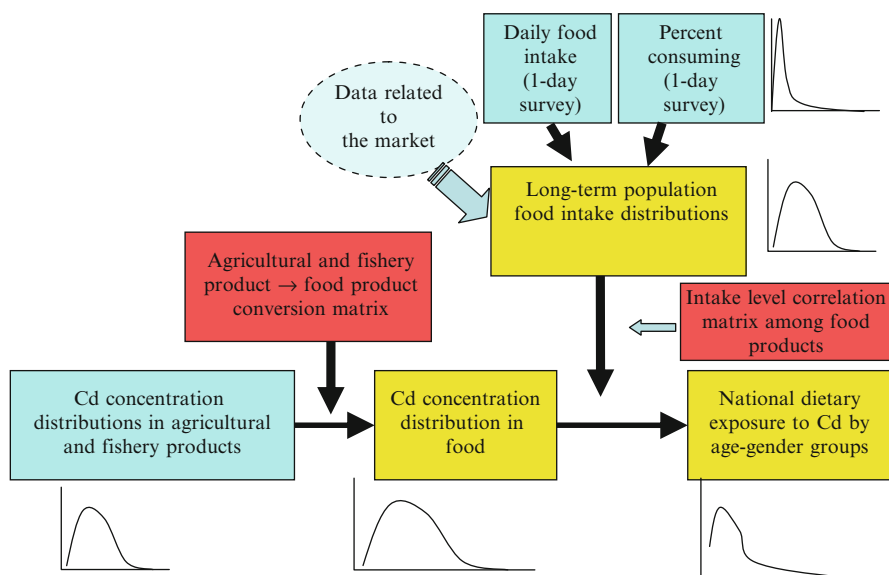 Daily food
intake
(1-day
survey)
Percent
consuming
(1-day
survey)
Data related
to
the market
Long-term population
food intake distributions
Agricultural and fishery
product → food product
conversion matrix
Intake level correlation
matrix among food
products
Cd concentration
distributions in agricultural
and fishery products
Cd concentration
distribution in
food
National dietary
exposure to Cd by
age-gender groups